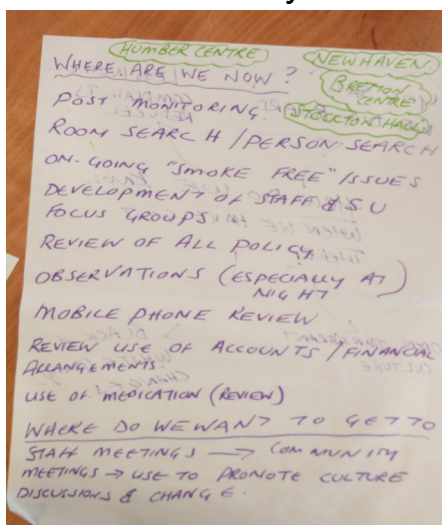 HUMBER CENTRE
NEWHAVEN
WHERE ARE WE NOW ?
BRETTON
CENTRE
POST MONITORING.
STOCKTON HALL
ROOM SEARCH / PERSON SEARCH
ON-GOING "SMOKE FREE" ISSUES
DEVELOPMENT OF STAFF & S.U
FOCUS GROUPS
REVIEW OF ALL POLICY
OBSERVATIONS (ESPECIALLY AT
NIGHT)
MOBILE PHONE REVIEW
REVIEW USE OF ACCOUNTS / FINANCIAL
ARRANGEMENTS
USE OF MEDICATION (REVIEW)
WHERE DO WE WANT TO GET TO
STAFF MEETINGS → COMMUNITY
MEETINGS → USE TO PROMOTE CULTURE
DISCUSSIONS & CHANGE.